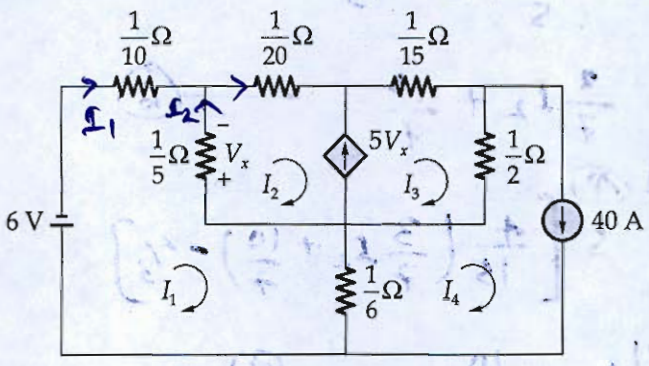 1/10 Ω 1/20 Ω 1/15 Ω
I₁ I₂ −
1/5 Ω Vₓ 5Vₓ 1/2 Ω
+ I₂ I₃
6 V 40 A
I₁ 1/6 Ω I₄